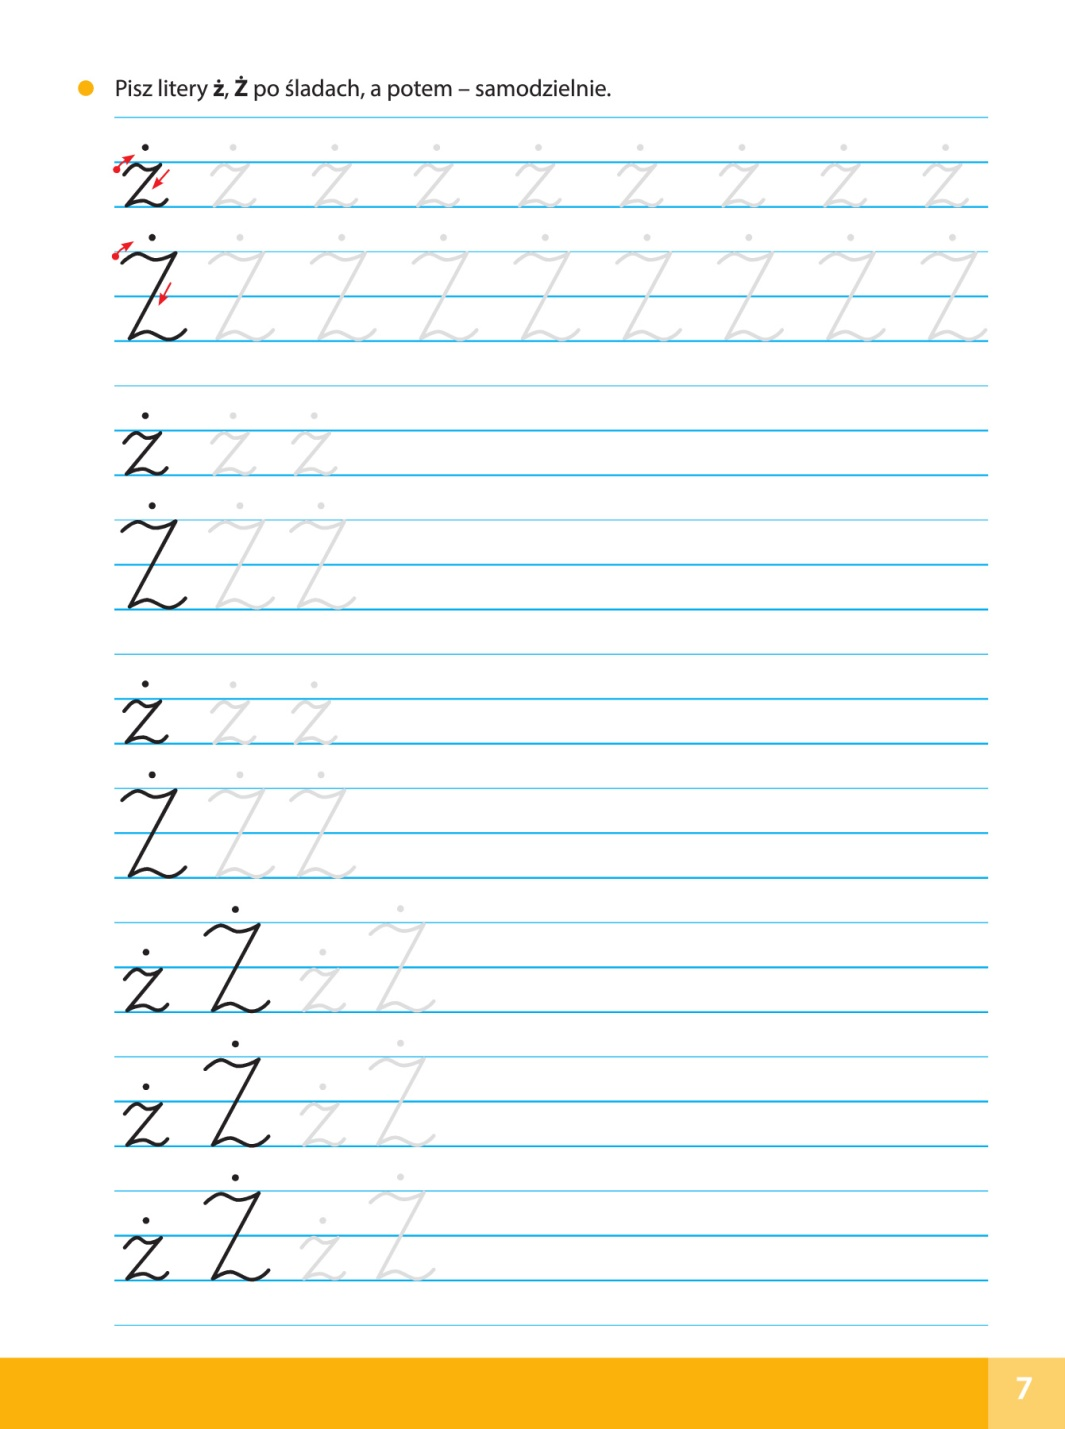 Pisz litery ż, Ż po śladach, a potem – samodzielnie.
ż ż ż ż ż ż ż ż ż
Ż Ż Ż Ż Ż Ż Ż Ż Ż
ż ż ż
Ż Ż Ż
ż ż ż
Ż Ż Ż
ż Ż ż Ż
ż Ż ż Ż
ż Ż ż Ż
7